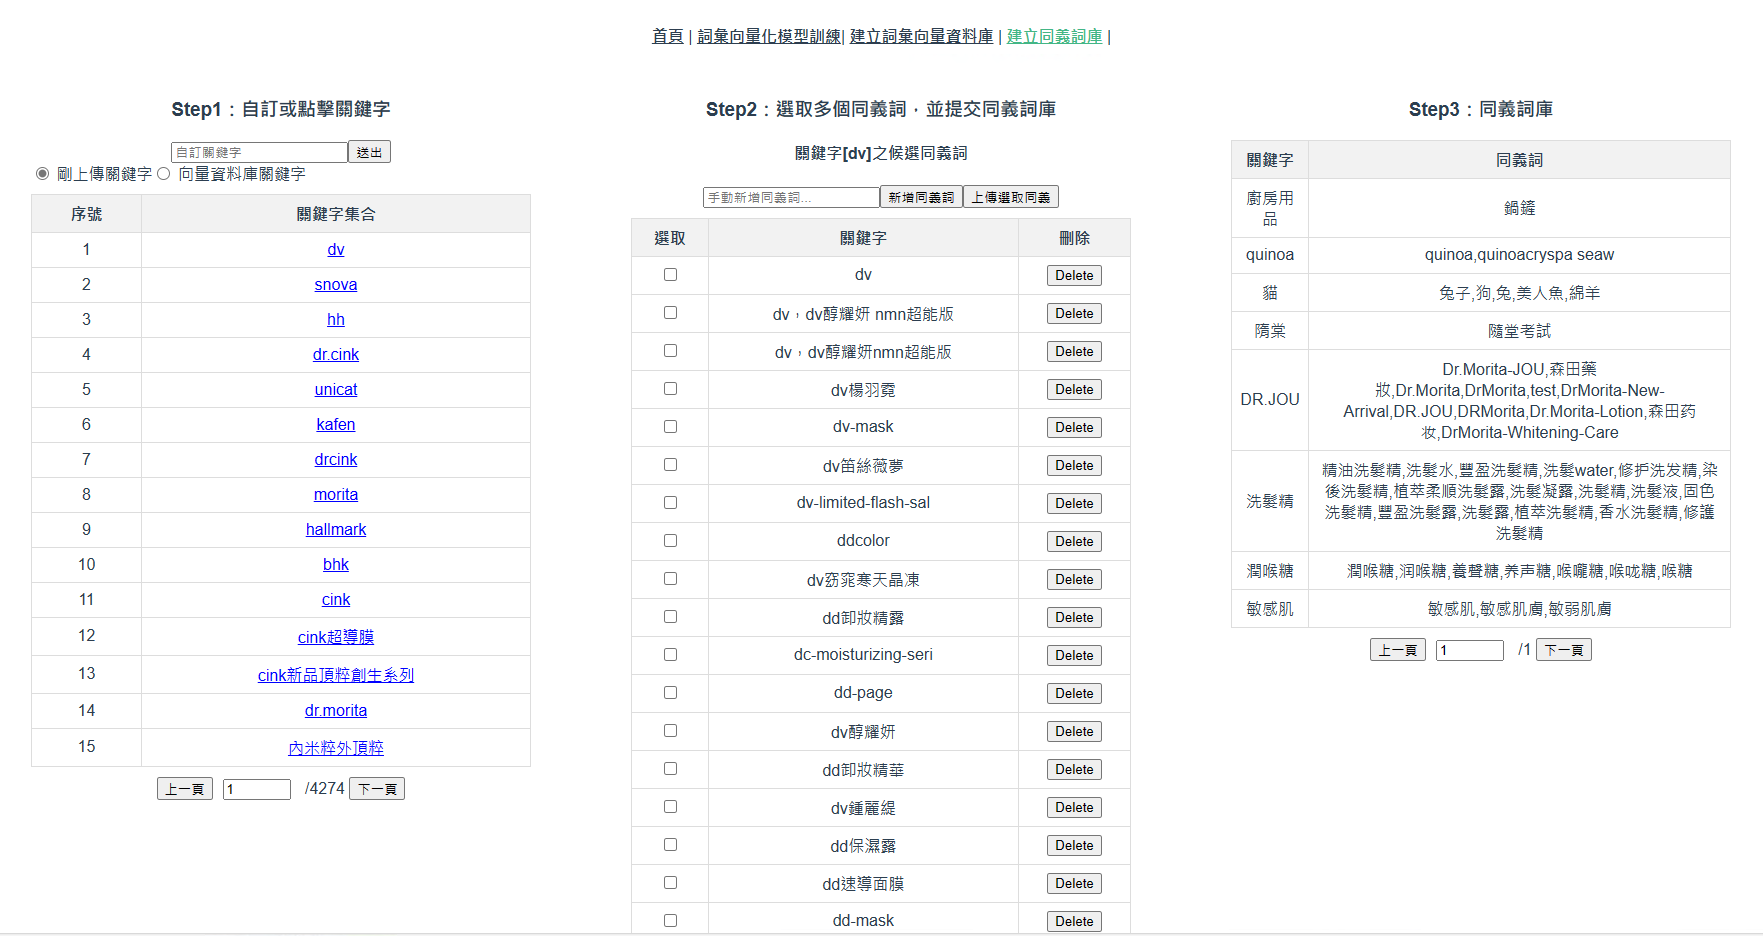 首頁 | 詞彙向量化模型訓練| 建立詞彙向量資料庫 | 建立同義詞庫 |
Step1：自訂或點擊關鍵字
自訂關鍵字 送出
剛上傳關鍵字 向量資料庫關鍵字
序號 關鍵字集合
1 dv
2 snova
3 hh
4 dr.cink
5 unicat
6 kafen
7 drcink
8 morita
9 hallmark
10 bhk
11 cink
12 cink超導膜
13 cink新品頂粹創生系列
14 dr.morita
15 內米粹外頂粹
上一頁 1 /4274 下一頁
Step2：選取多個同義詞，並提交同義詞庫
關鍵字[dv]之候選同義詞
手動新增同義詞... 新增同義詞 上傳選取同義
選取 關鍵字 刪除
dv Delete
dv，dv醇耀妍 nmn超能版 Delete
dv，dv醇耀妍nmn超能版 Delete
dv楊羽霓 Delete
dv-mask Delete
dv笛絲薇夢 Delete
dv-limited-flash-sal Delete
ddcolor Delete
dv窈窕寒天晶凍 Delete
dd卸妝精露 Delete
dc-moisturizing-seri Delete
dd-page Delete
dv醇耀妍 Delete
dd卸妝精華 Delete
dv鍾麗緹 Delete
dd保濕露 Delete
dd速導面膜 Delete
dd-mask Delete
Step3：同義詞庫
關鍵字 同義詞
廚房用
品
鍋鏟
quinoa quinoa,quinoacryspa seaw
貓 兔子,狗,兔,美人魚,綿羊
隋棠 隨堂考試
DR.JOU
Dr.Morita-JOU,森田藥
妝,Dr.Morita,DrMorita,test,DrMorita-New-
Arrival,DR.JOU,DRMorita,Dr.Morita-Lotion,森田药
妆,DrMorita-Whitening-Care
洗髮精
精油洗髮精,洗髮水,豐盈洗髮精,洗髮water,修护洗发精,染
後洗髮精,植萃柔順洗髮露,洗髮凝露,洗髮精,洗髮液,固色
洗髮精,豐盈洗髮露,洗髮露,植萃洗髮精,香水洗髮精,修護
洗髮精
潤喉糖 潤喉糖,润喉糖,養聲糖,养声糖,喉嚨糖,喉咙糖,喉糖
敏感肌 敏感肌,敏感肌膚,敏弱肌膚
上一頁 1 /1 下一頁